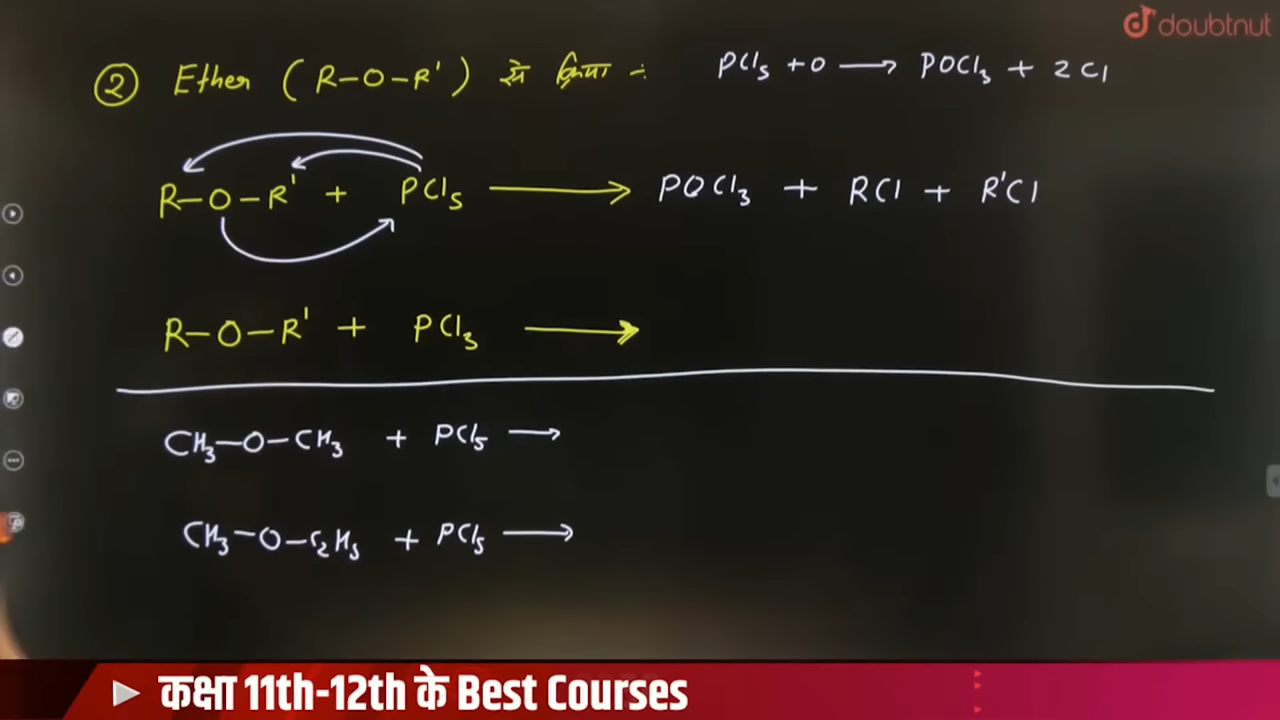 doubtnut
② Ether (R-O-R') से क्रिया :- PCl₅ + O ⟶ POCl₃ + 2Cl
R-O-R' + PCl₅ ⟶ POCl₃ + RCl + R'Cl
R-O-R' + PCl₃ ⟶
CH₃-O-CH₃ + PCl₅ ⟶
CH₃-O-C₂H₅ + PCl₅ ⟶
कक्षा 11th-12th के Best Courses